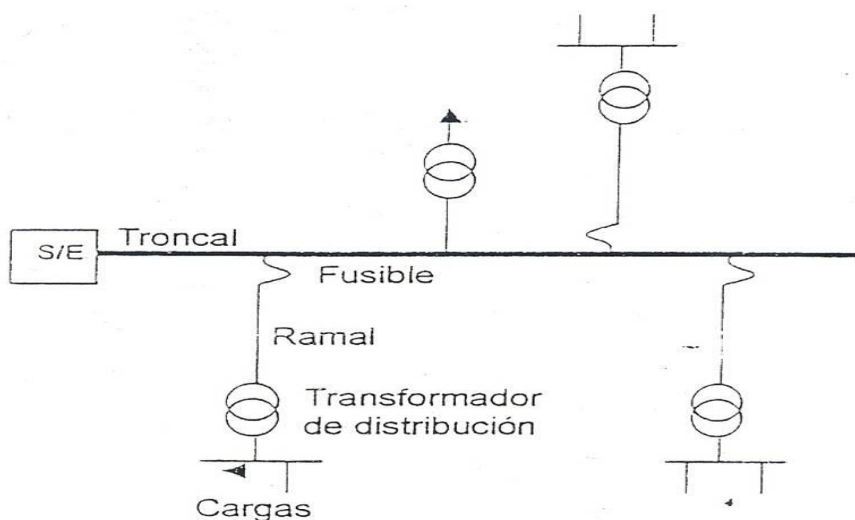 S/E
Troncal
Fusible
Ramal
Transformador
de distribución
Cargas